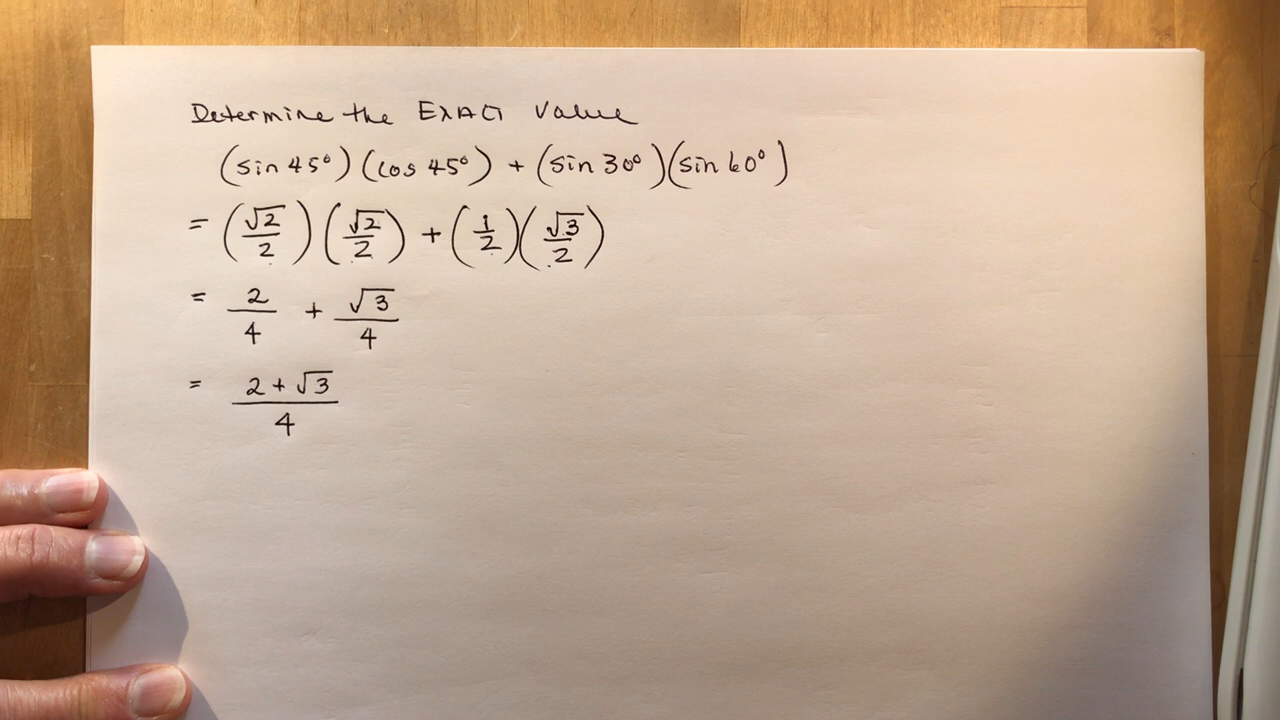 Determine the EXACT Value
(sin 45°)(cos 45°) + (sin 30°)(sin 60°)
= (√2/2)(√2/2) + (1/2)(√3/2)
= 2/4 + √3/4
= (2 + √3)/4